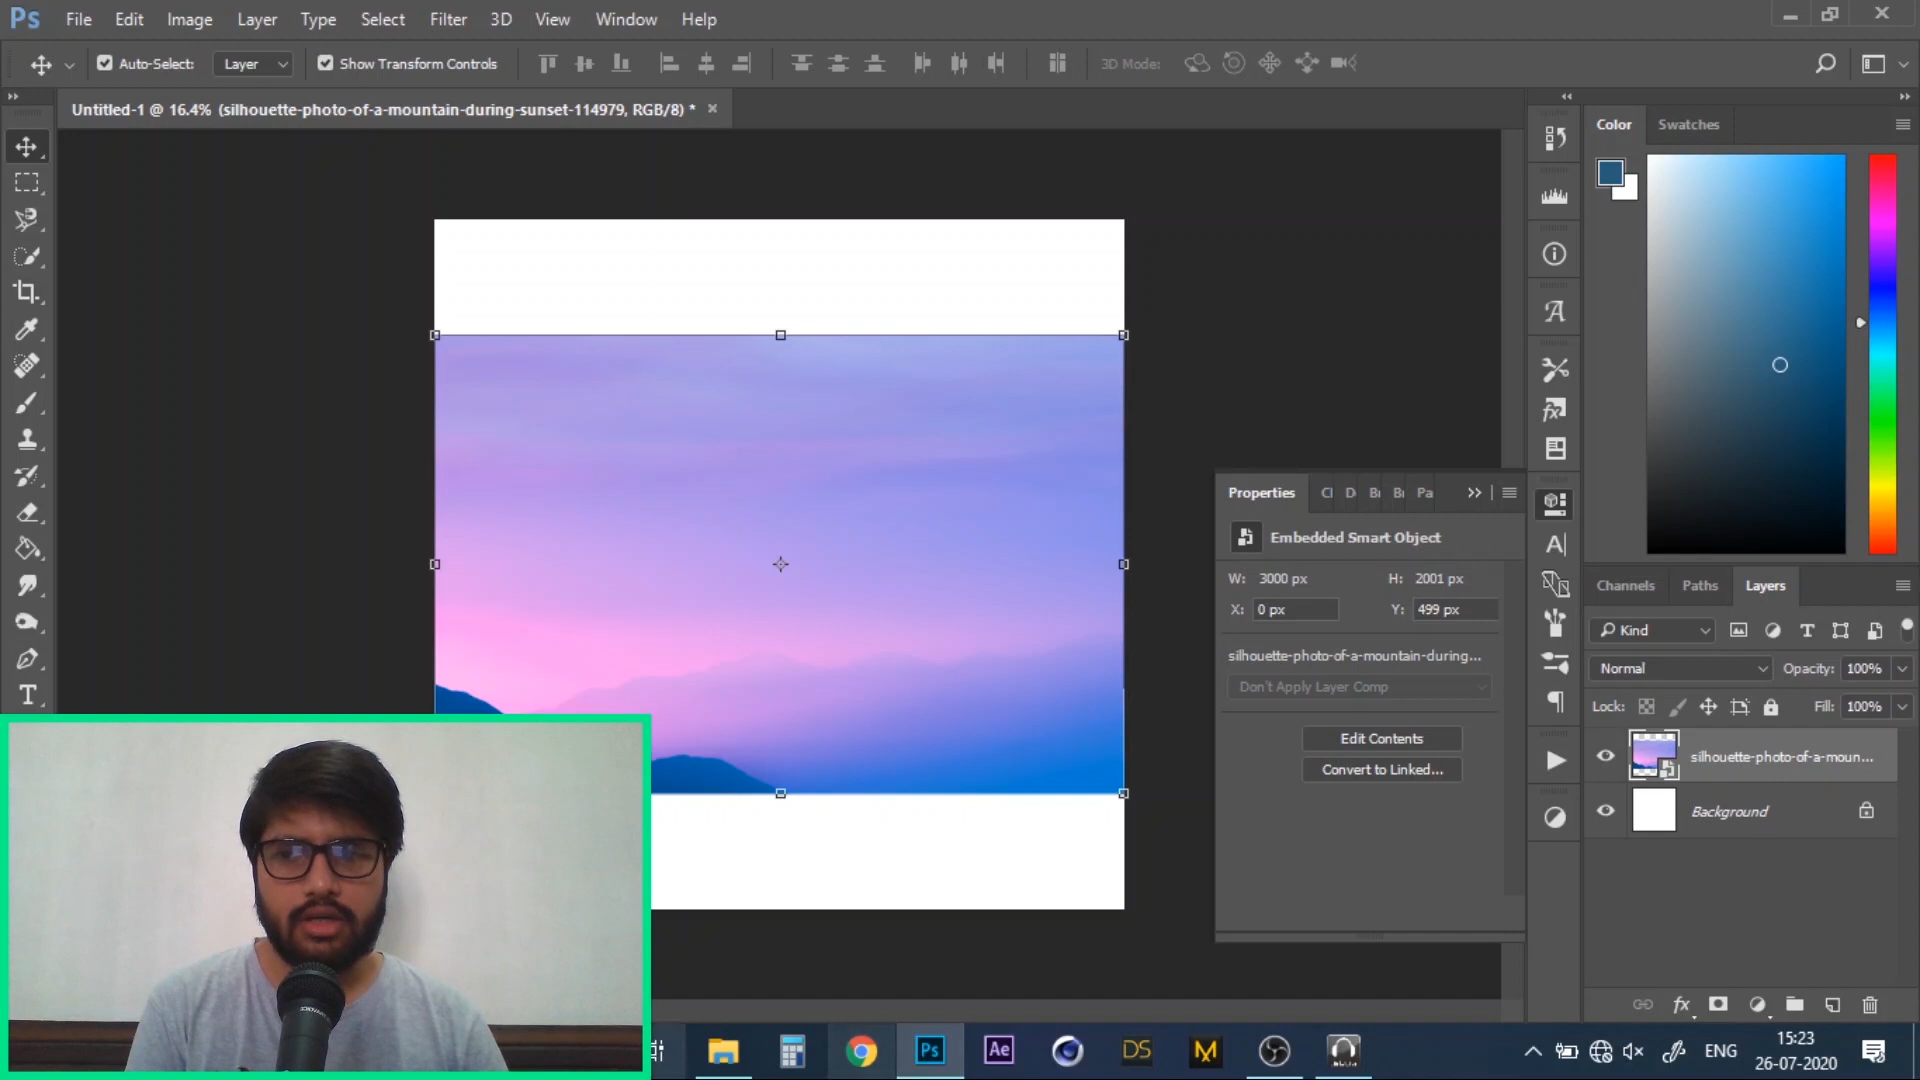 Ps File Edit Image Layer Type Select Filter 3D View Window Help
Auto-Select: Layer Show Transform Controls 3D Mode:
Untitled-1 @ 16.4% (silhouette-photo-of-a-mountain-during-sunset-114979, RGB/8) * ×
Color Swatches
Properties Cl D Bi Bi Pa
Embedded Smart Object
W: 3000 px H: 2001 px
X: 0 px Y: 499 px
silhouette-photo-of-a-mountain-during...
Don't Apply Layer Comp
Edit Contents
Convert to Linked...
Channels Paths Layers
Kind
Normal Opacity: 100%
Lock: Fill: 100%
silhouette-photo-of-a-moun...
Background
fx
Ps Ae DS M
ENG
15:23
26-07-2020